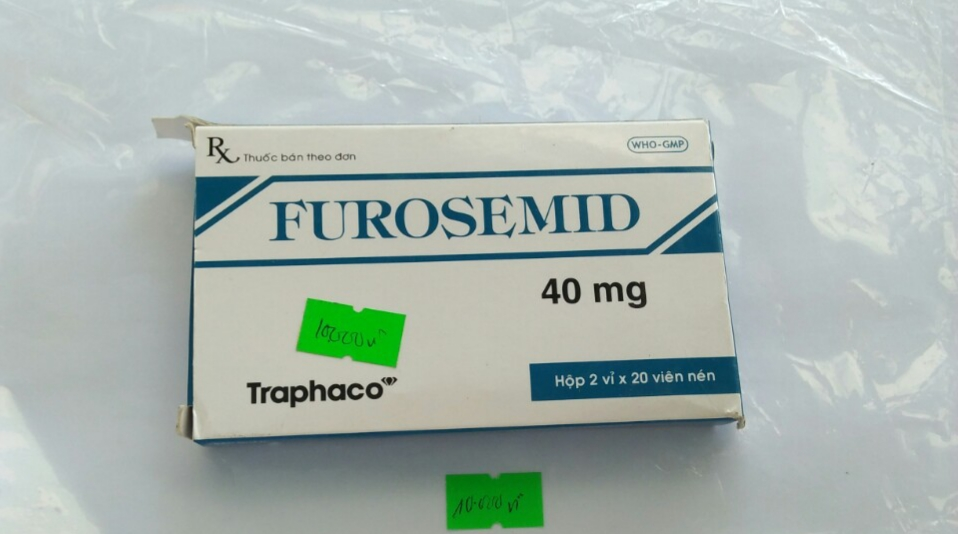 Rx Thuốc bán theo đơn
WHO-GMP
FUROSEMID
40 mg
Traphaco
Hộp 2 vỉ x 20 viên nén